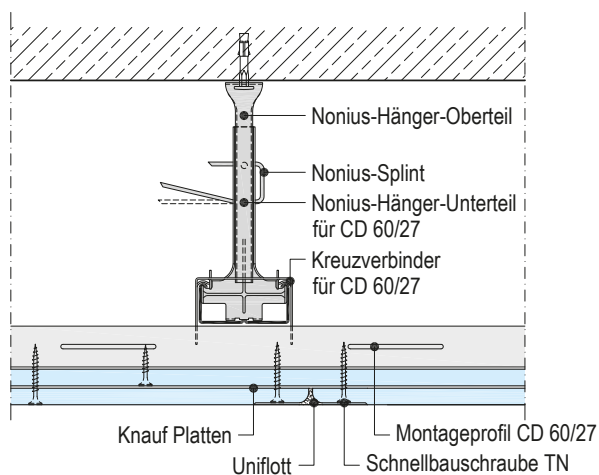 Nonius-Hänger-Oberteil
Nonius-Splint
Nonius-Hänger-Unterteil
für CD 60/27
Kreuzverbinder
für CD 60/27
Knauf Platten
Montageprofil CD 60/27
Uniflott
Schnellbauschraube TN